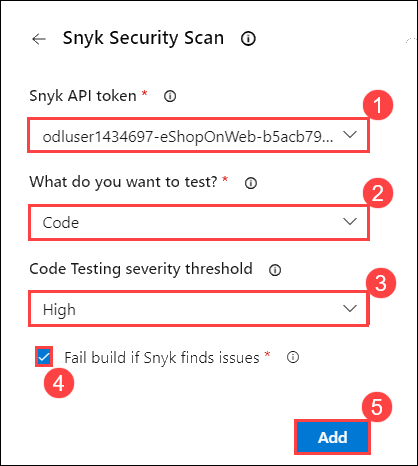 Snyk Security Scan
Snyk API token *
1
odluser1434697-eShopOnWeb-b5acb79...
What do you want to test? *
2
Code
Code Testing severity threshold
3
High
Fail build if Snyk finds issues *
4
5
Add